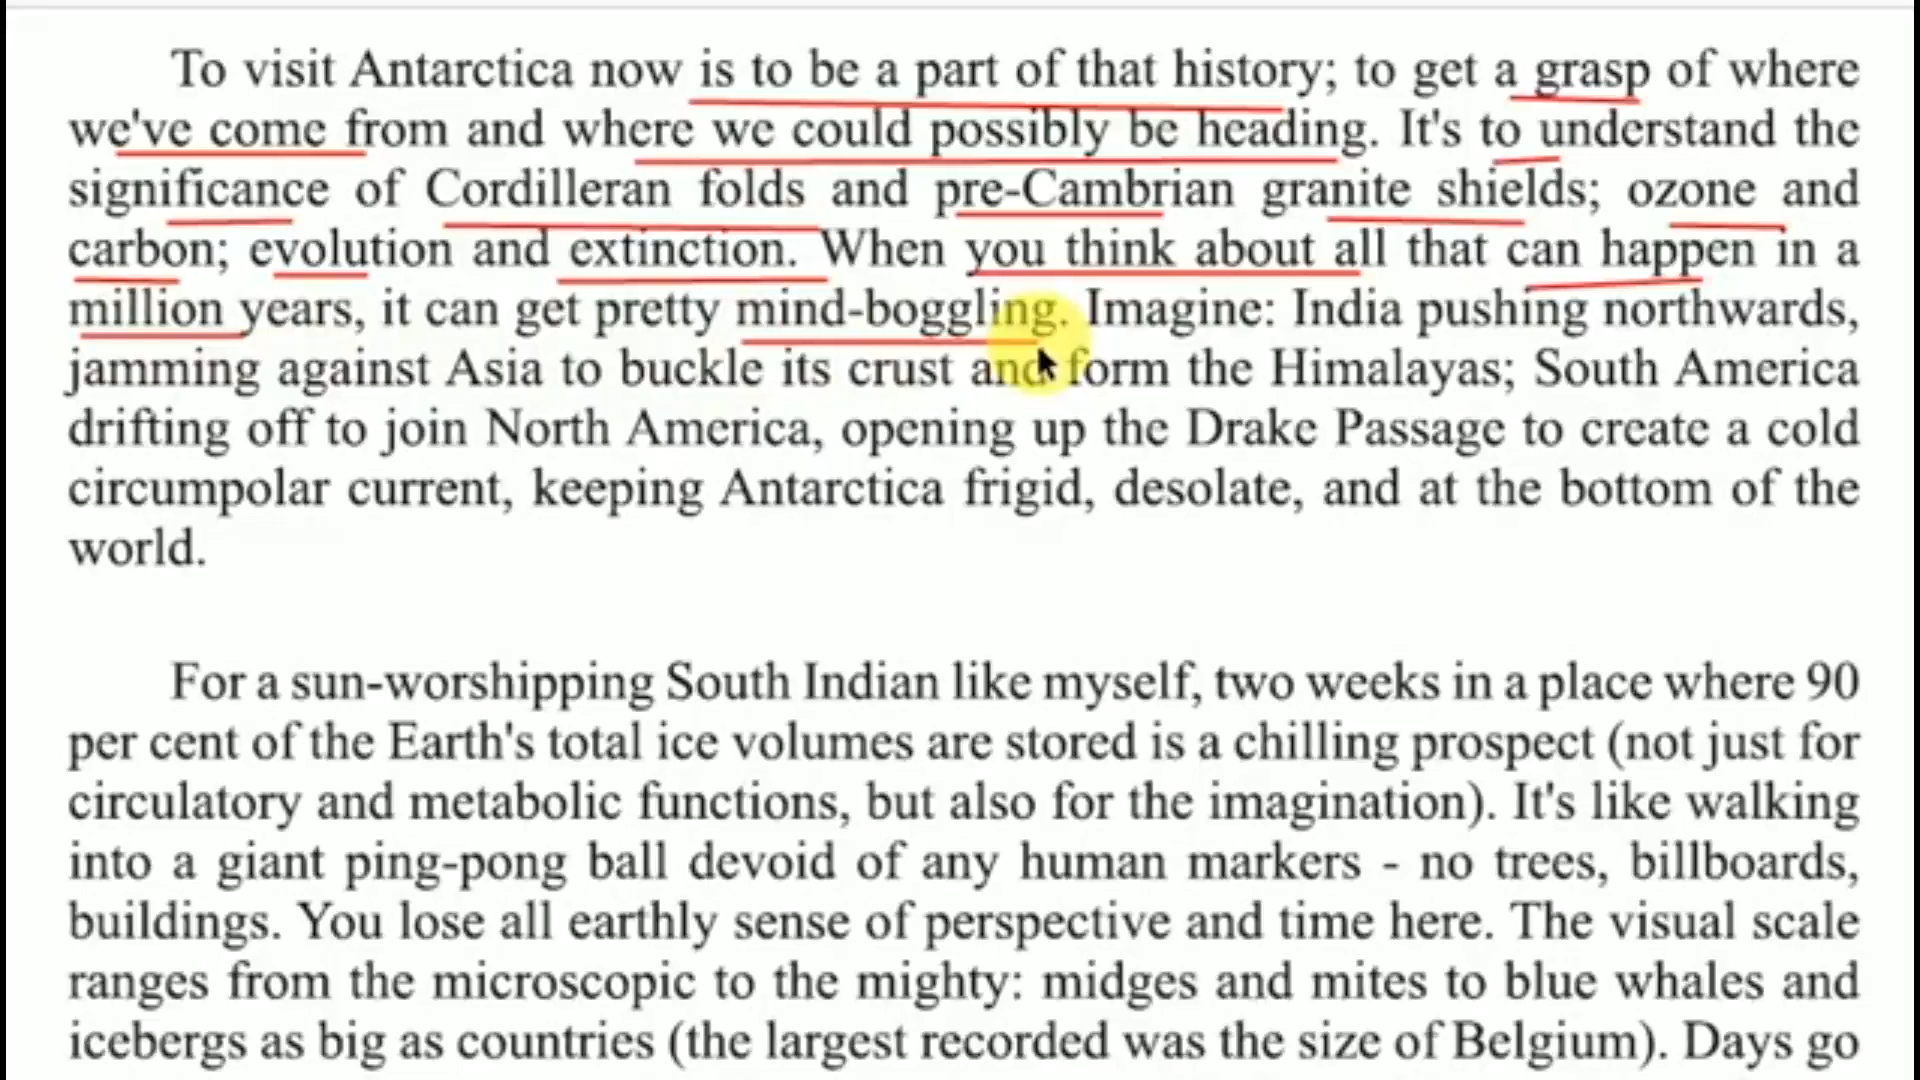 To visit Antarctica now is to be a part of that history; to get a grasp of where
we've come from and where we could possibly be heading. It's to understand the
significance of Cordilleran folds and pre-Cambrian granite shields; ozone and
carbon; evolution and extinction. When you think about all that can happen in a
million years, it can get pretty mind-boggling. Imagine: India pushing northwards,
jamming against Asia to buckle its crust and form the Himalayas; South America
drifting off to join North America, opening up the Drake Passage to create a cold
circumpolar current, keeping Antarctica frigid, desolate, and at the bottom of the
world.
For a sun-worshipping South Indian like myself, two weeks in a place where 90
per cent of the Earth's total ice volumes are stored is a chilling prospect (not just for
circulatory and metabolic functions, but also for the imagination). It's like walking
into a giant ping-pong ball devoid of any human markers - no trees, billboards,
buildings. You lose all earthly sense of perspective and time here. The visual scale
ranges from the microscopic to the mighty: midges and mites to blue whales and
icebergs as big as countries (the largest recorded was the size of Belgium). Days go